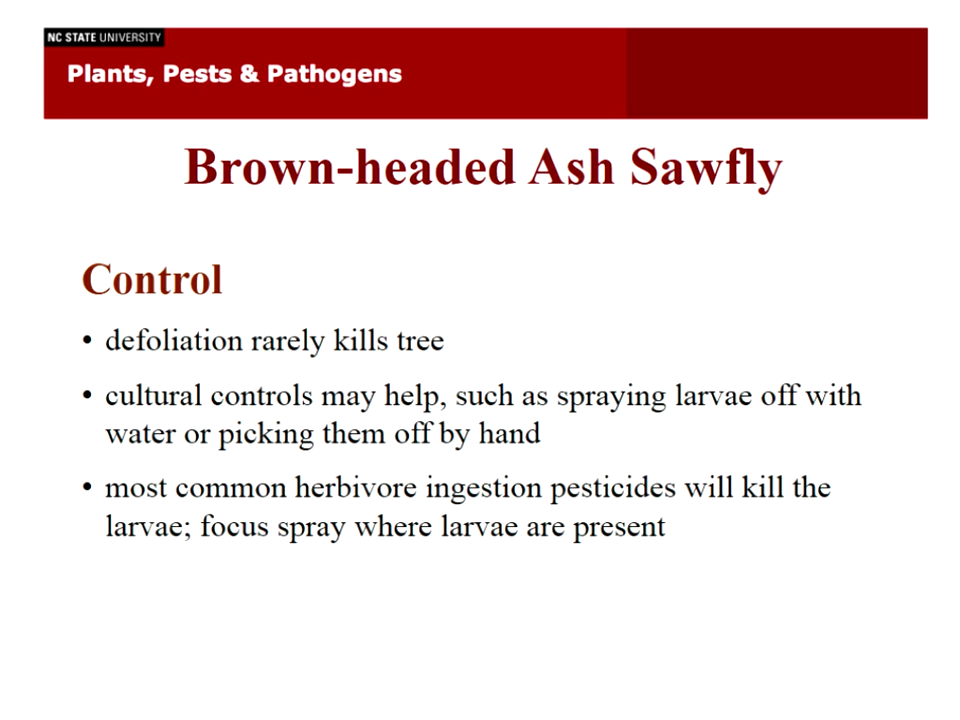 NC STATE UNIVERSITY
Plants, Pests & Pathogens
Brown-headed Ash Sawfly
Control
• defoliation rarely kills tree
• cultural controls may help, such as spraying larvae off with
water or picking them off by hand
• most common herbivore ingestion pesticides will kill the
larvae; focus spray where larvae are present